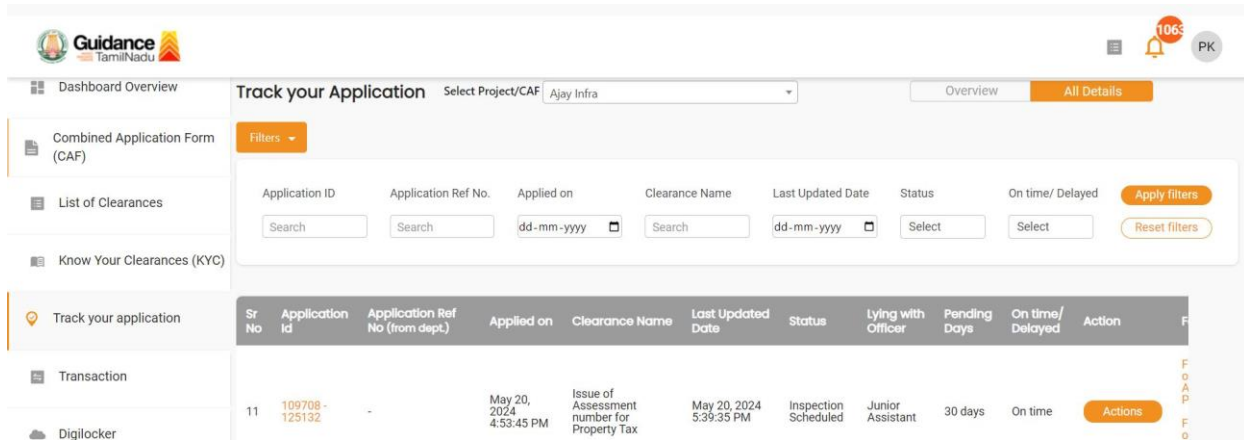 Guidance
TamilNadu
1063
PK
Dashboard Overview
Track your Application
Select Project/CAF
Ajay Infra
Overview
All Details
Combined Application Form
(CAF)
Filters
List of Clearances
Application ID
Application Ref No.
Applied on
Clearance Name
Last Updated Date
Status
On time/ Delayed
Apply filters
Search
Search
dd-mm-yyyy
Search
dd-mm-yyyy
Select
Select
Reset filters
Know Your Clearances (KYC)
Track your application
Sr
No
Application
Id
Application Ref
No (from dept.)
Applied on
Clearance Name
Last Updated
Date
Status
Lying with
Officer
Pending
Days
On time/
Delayed
Action
F
Transaction
Digilocker
11
109708 -
125132
-
May 20,
2024
4:53:45 PM
Issue of
Assessment
number for
Property Tax
May 20, 2024
5:39:35 PM
Inspection
Scheduled
Junior
Assistant
30 days
On time
Actions
F
o
A
P
F
o